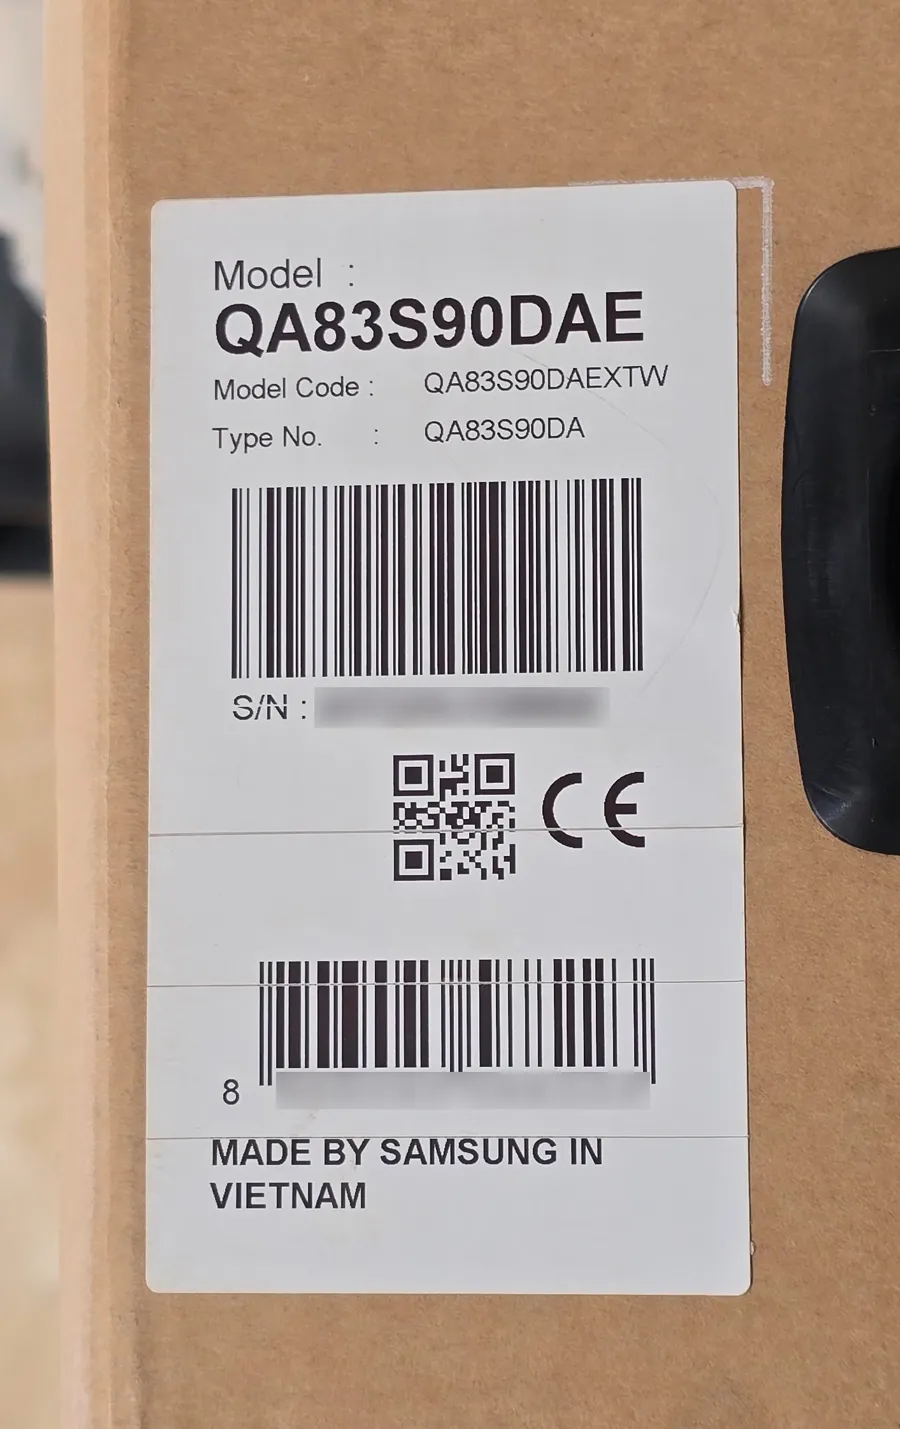 Model :
QA83S90DAE
Model Code : QA83S90DAEXTW
Type No. : QA83S90DA
S/N :
CE
8
MADE BY SAMSUNG IN
VIETNAM